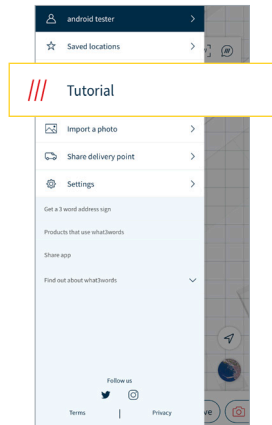 android tester
Saved locations
Tutorial
Import a photo
Share delivery point
Settings
Get a 3 word address sign
Products that use what3words
Share app
Find out about what3words
Follow us
Terms
Privacy